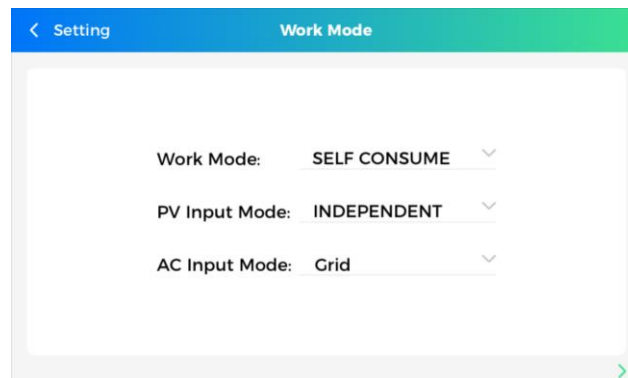 Setting Work Mode
Work Mode: SELF CONSUME
PV Input Mode: INDEPENDENT
AC Input Mode: Grid